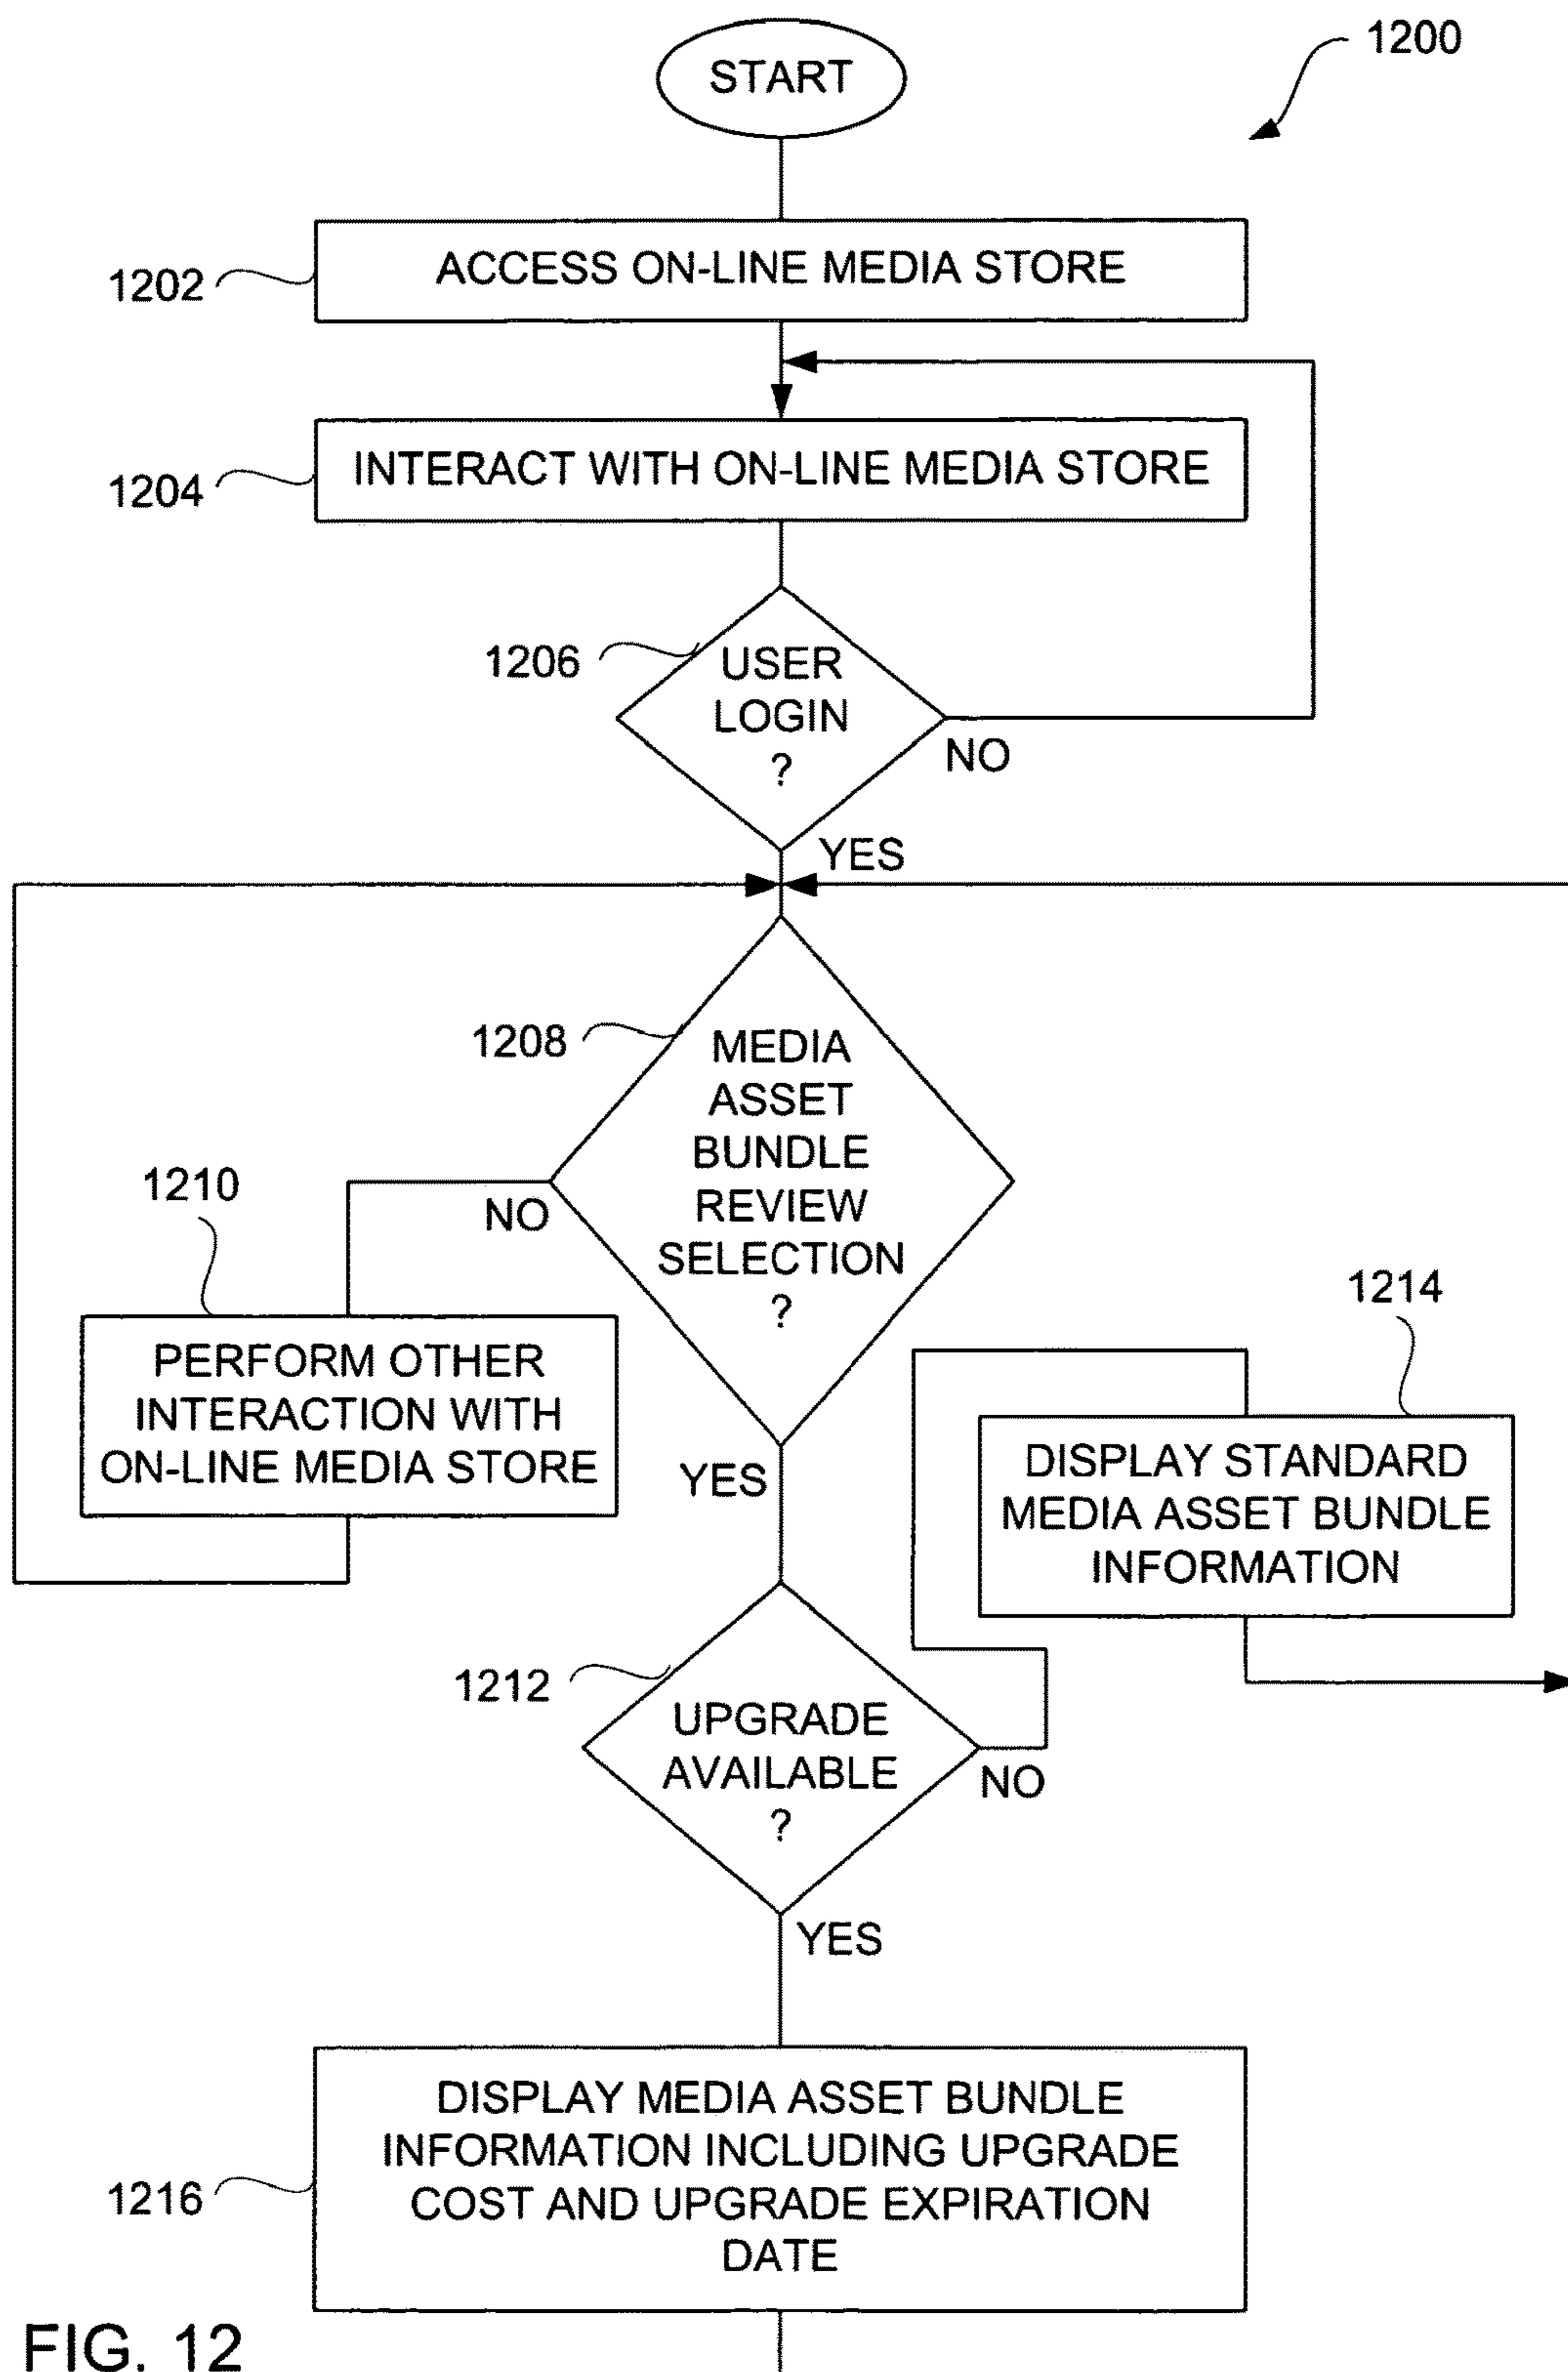 START
1200
1202
ACCESS ON-LINE MEDIA STORE
1204
INTERACT WITH ON-LINE MEDIA STORE
1206
USER
LOGIN
?
NO
YES
1208
MEDIA
ASSET
BUNDLE
REVIEW
SELECTION
?
NO
1210
PERFORM OTHER
INTERACTION WITH
ON-LINE MEDIA STORE
YES
1214
DISPLAY STANDARD
MEDIA ASSET BUNDLE
INFORMATION
1212
UPGRADE
AVAILABLE
?
NO
YES
1216
DISPLAY MEDIA ASSET BUNDLE
INFORMATION INCLUDING UPGRADE
COST AND UPGRADE EXPIRATION
DATE
FIG. 12